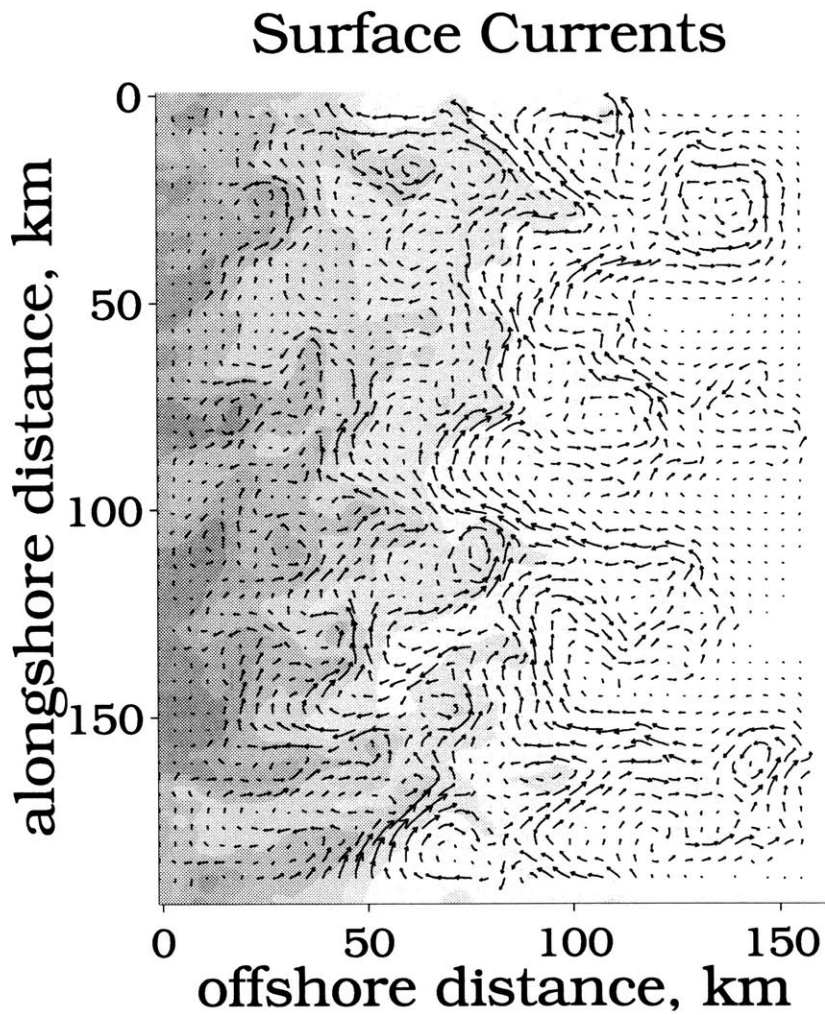 Surface Currents
0
50
100
150
alongshore distance, km
0 50 100 150
offshore distance, km